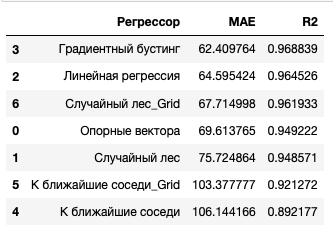 Регрессор MAE R2
3 Градиентный бустинг 62.409764 0.968839
2 Линейная регрессия 64.595424 0.964526
6 Случайный лес_Grid 67.714998 0.961933
0 Опорные вектора 69.613765 0.949222
1 Случайный лес 75.724864 0.948571
5 К ближайшие соседи_Grid 103.377777 0.921272
4 К ближайшие соседи 106.144166 0.892177